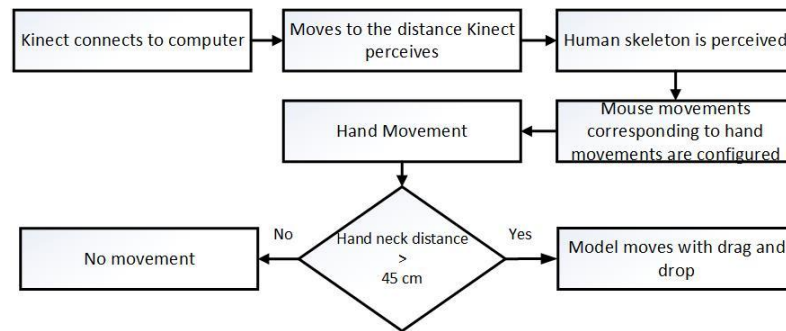 Kinect connects to computer
Moves to the distance Kinect
perceives
Human skeleton is perceived
Mouse movements
corresponding to hand
movements are configured
Hand Movement
Hand neck distance
>
45 cm
No
Yes
No movement
Model moves with drag and
drop